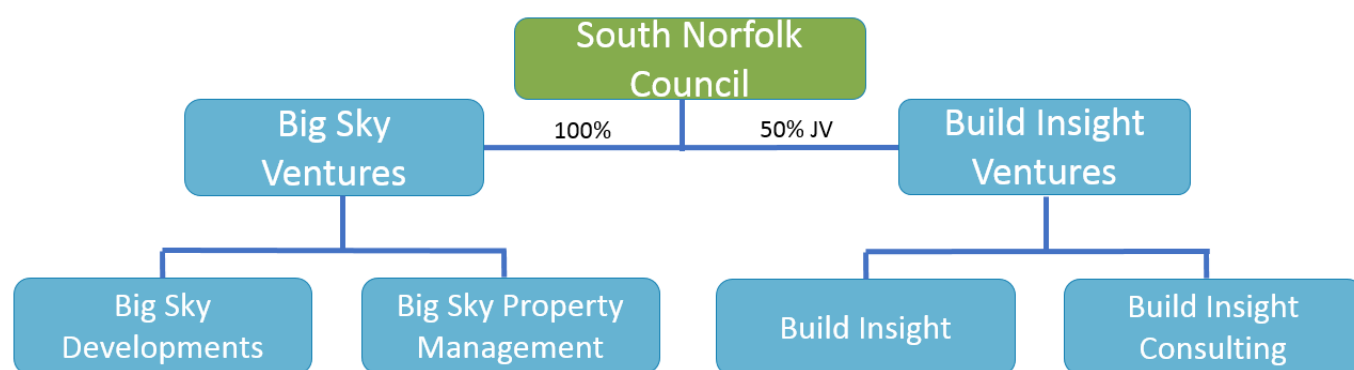 South Norfolk
Council
Big Sky
Ventures
100%
50% JV
Build Insight
Ventures
Big Sky
Developments
Big Sky Property
Management
Build Insight
Build Insight
Consulting